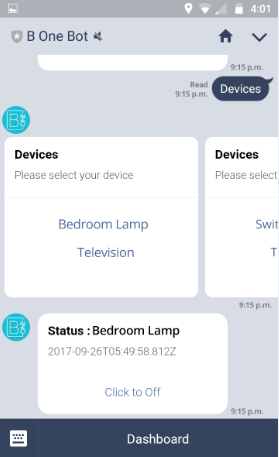 4:01
B One Bot
9:15 p.m.
Read
9:15 p.m.
Devices
Devices
Please select your device
Bedroom Lamp
Television
Devices
Please select
Swit
T
9:15 p.m.
Status : Bedroom Lamp
2017-09-26T05:49:58.812Z
Click to Off
9:15 p.m.
Dashboard